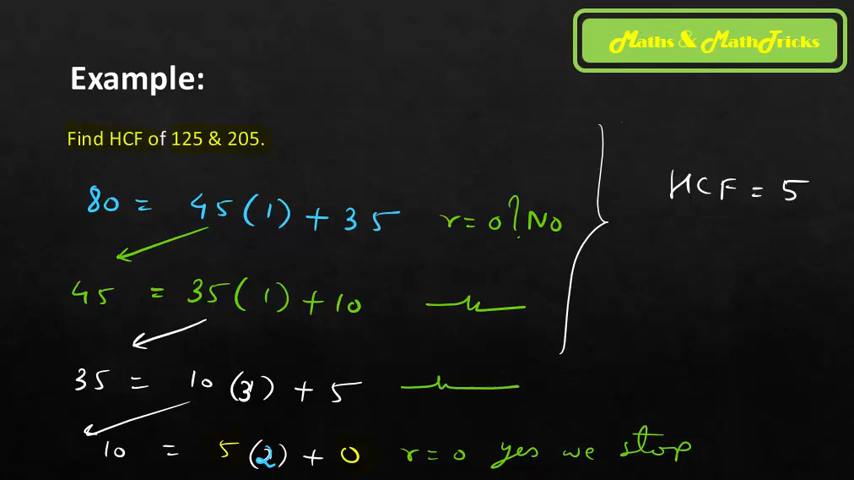 Maths & MathTricks
Example:
Find HCF of 125 & 205.
80 = 45(1) + 35 r = 0? No
HCF = 5
45 = 35(1) + 10
35 = 10(3) + 5
10 = 5(2) + 0 r = 0 yes we stop